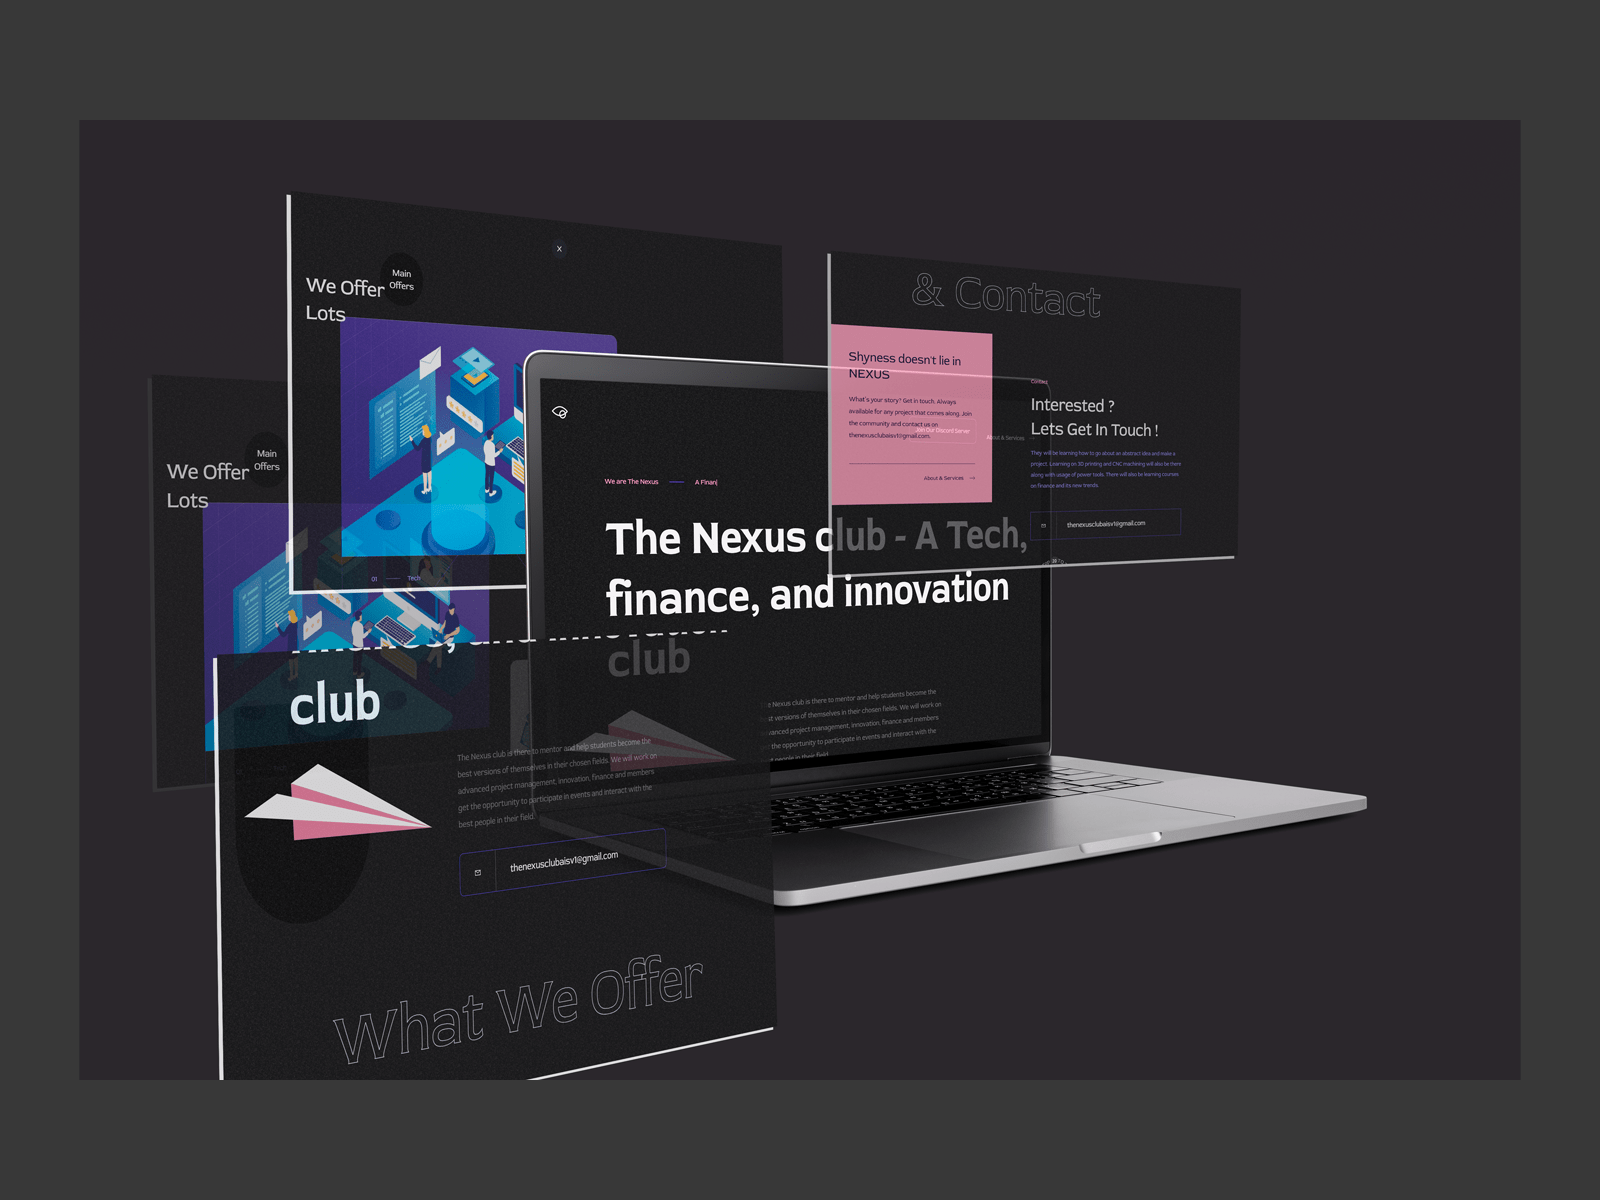 X
We Offer
Lots
Main
Offers
01 Tech
We Offer
Lots
Main
Offers
& Contact
Shyness doesn't lie in
NEXUS
What's your story? Get in touch. Always
available for any project that comes along. Join
the community and contact us on
thenexusclubaisv1@gmail.com.
Join Our Discord Server
About & Services
About & Services →
Contact
Interested ?
Lets Get In Touch !
They will be learning how to go about an abstract idea and make a
project. Learning on 3D printing and CNC machining will also be there
along with usage of power tools. There will also be learning courses
on finance and its new trends.
thenexusclubaisv1@gmail.com
We are The Nexus
A Finan
The Nexus club - A Tech,
finance, and innovation
club
Nexus club is there to mentor and help students become the
st versions of themselves in their chosen fields. We will work on
vanced project management, innovation, finance and members
the opportunity to participate in events and interact with the
people in their field.
club
The Nexus club is there to mentor and help students become the
best versions of themselves in their chosen fields. We will work on
advanced project management, innovation, finance and members
get the opportunity to participate in events and interact with the
best people in their field.
thenexusclubaisv1@gmail.com
What We Offer